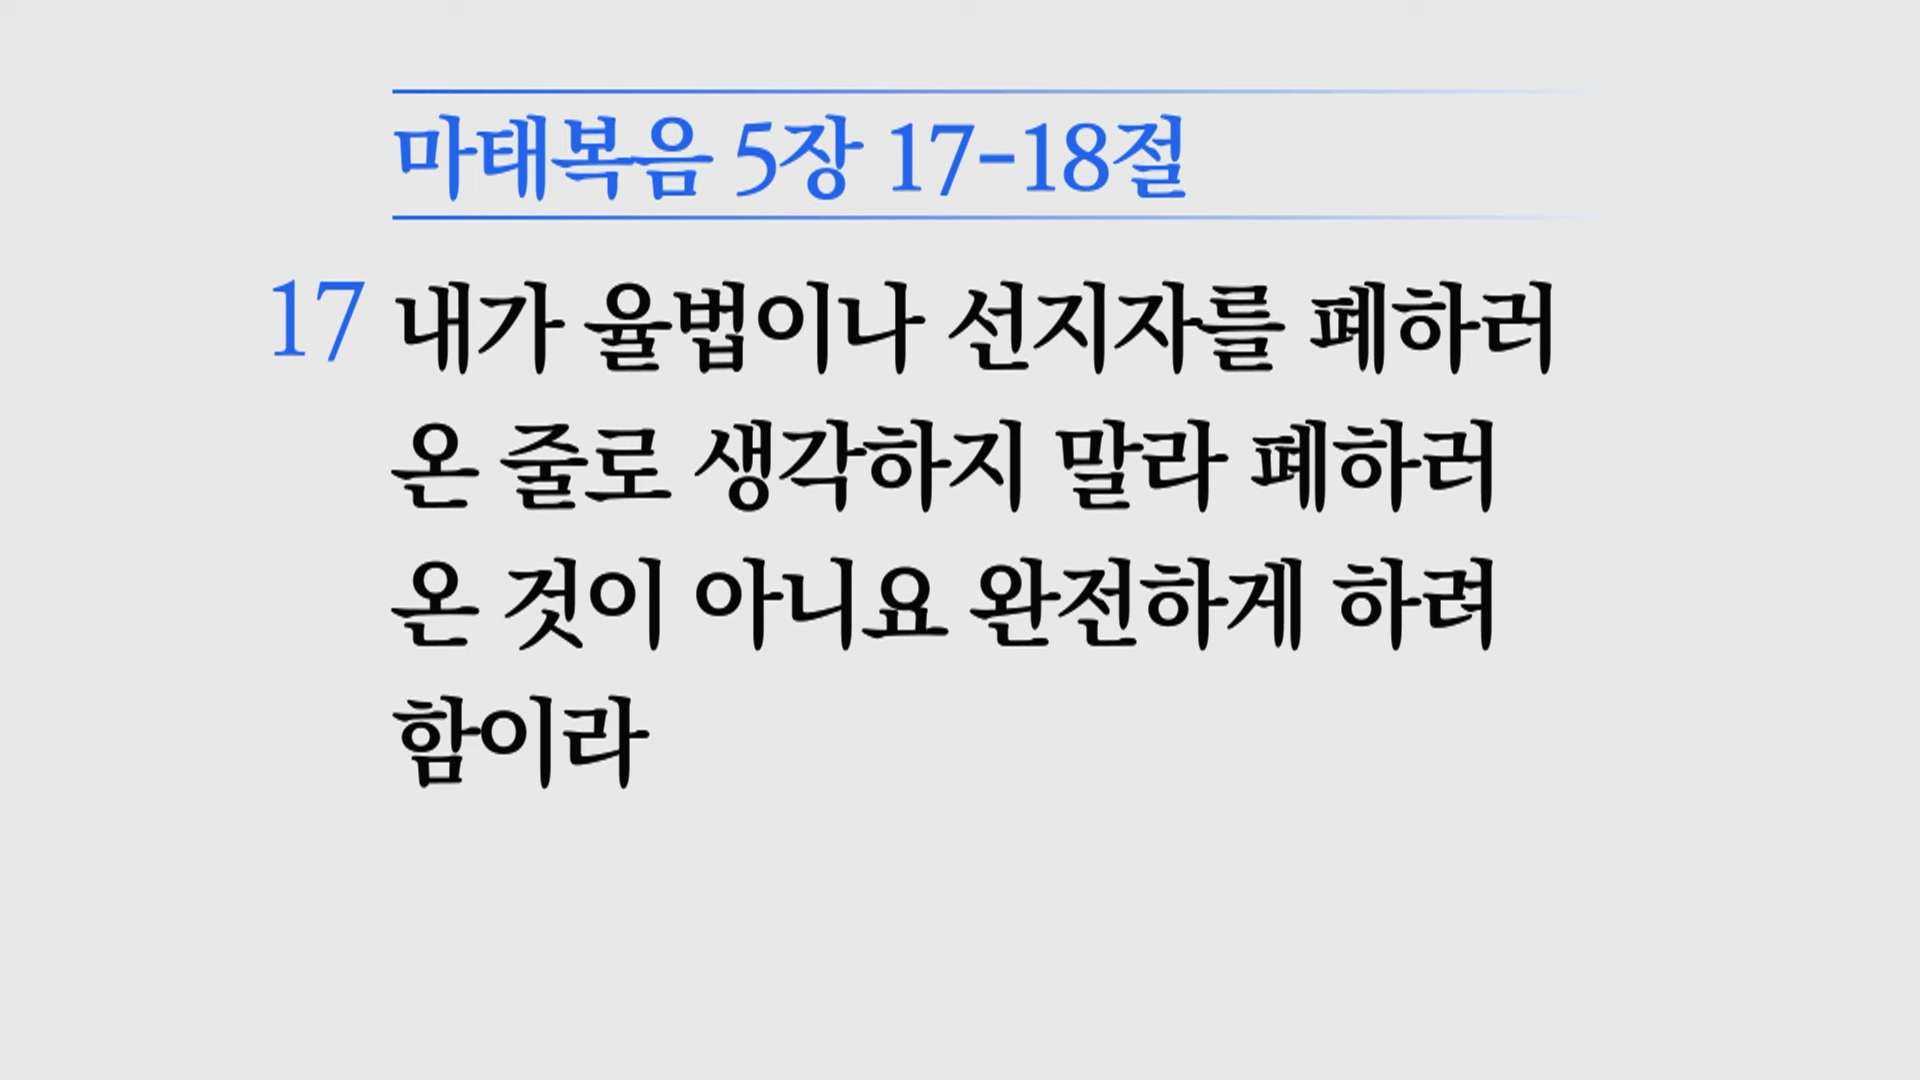 마태복음 5장 17-18절
17 내가 율법이나 선지자를 폐하러
온 줄로 생각하지 말라 폐하러
온 것이 아니요 완전하게 하려
함이라